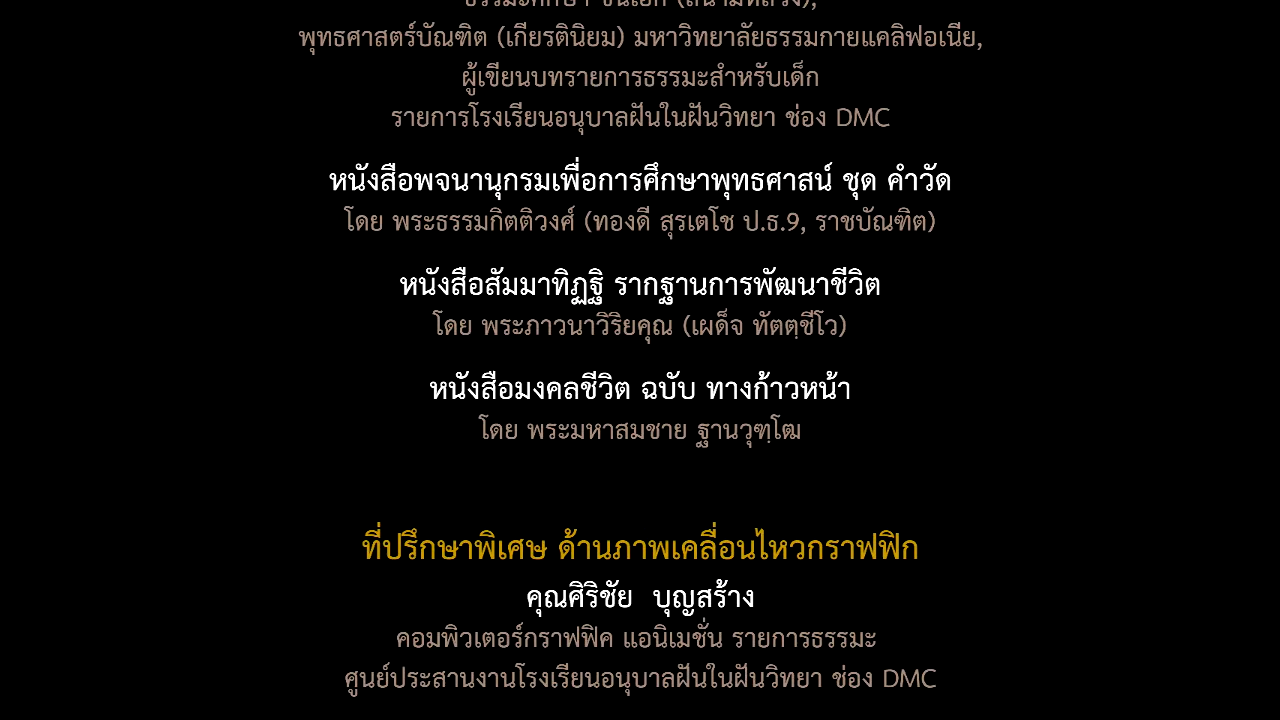 พุทธศาสตร์บัณฑิต (เกียรตินิยม) มหาวิทยาลัยธรรมกายแคลิฟอเนีย,
ผู้เขียนบทรายการธรรมะสำหรับเด็ก
รายการโรงเรียนอนุบาลฝันในฝันวิทยา ช่อง DMC
หนังสือพจนานุกรมเพื่อการศึกษาพุทธศาสน์ ชุด คำวัด
โดย พระธรรมกิตติวงศ์ (ทองดี สุรเตโช ป.ธ.9, ราชบัณฑิต)
หนังสือสัมมาทิฏฐิ รากฐานการพัฒนาชีวิต
โดย พระภาวนาวิริยคุณ (เผด็จ ทัตตฺชีโว)
หนังสือมงคลชีวิต ฉบับ ทางก้าวหน้า
โดย พระมหาสมชาย ฐานวุฑฺโฒ
ที่ปรึกษาพิเศษ ด้านภาพเคลื่อนไหวกราฟฟิก
คุณศิริชัย บุญสร้าง
คอมพิวเตอร์กราฟฟิค แอนิเมชั่น รายการธรรมะ
ศูนย์ประสานงานโรงเรียนอนุบาลฝันในฝันวิทยา ช่อง DMC